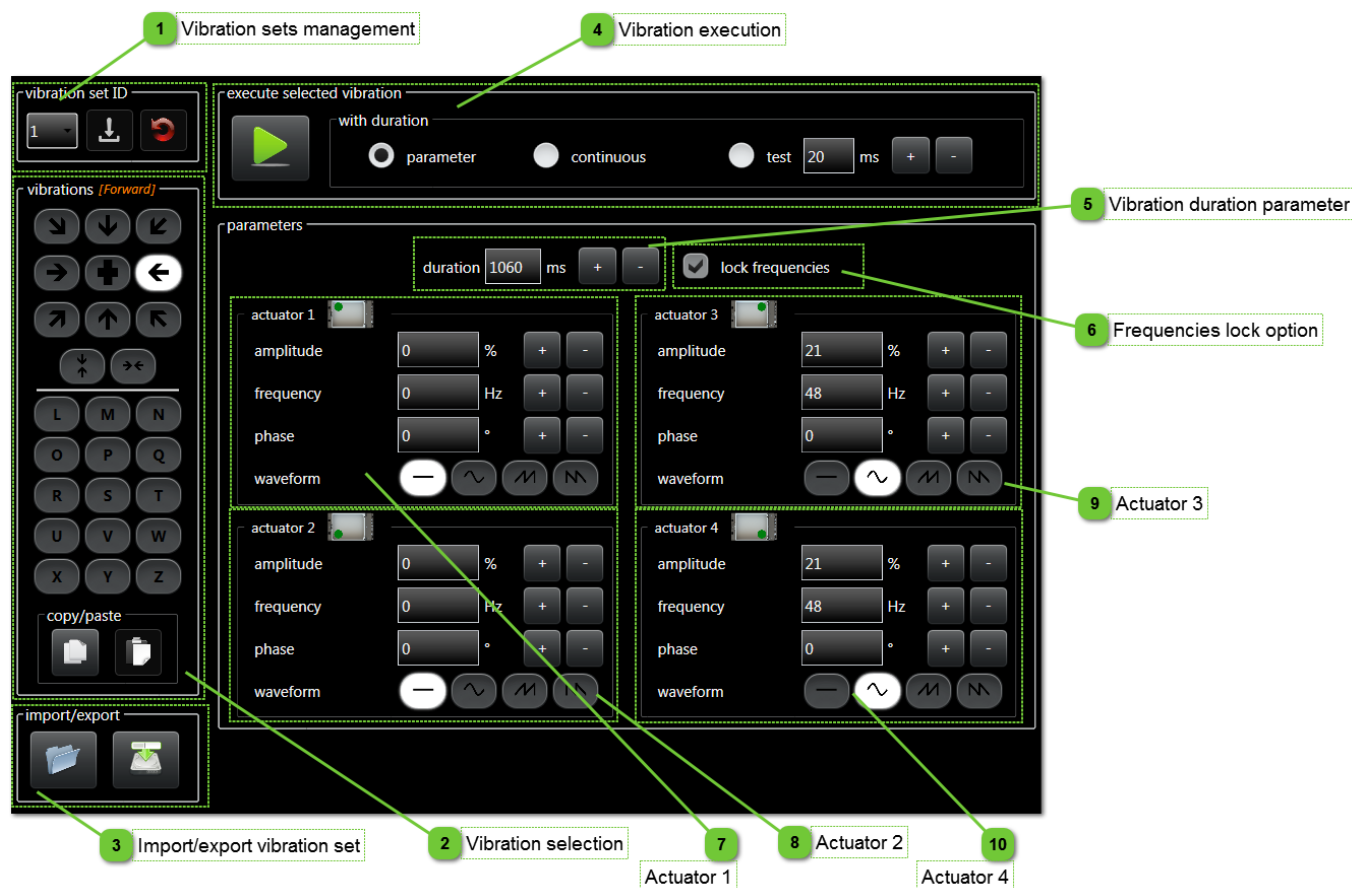 1 Vibration sets management
4 Vibration execution
vibration set ID
1
execute selected vibration
with duration
parameter continuous test 20 ms + -
vibrations [Forward]
5 Vibration duration parameter
parameters
duration 1060 ms + -
lock frequencies
6 Frequencies lock option
actuator 1
amplitude 0 % + -
frequency 0 Hz + -
phase 0 ° + -
waveform
actuator 3
amplitude 21 % + -
frequency 48 Hz + -
phase 0 ° + -
waveform
9 Actuator 3
L M N
O P Q
R S T
U V W
X Y Z
copy/paste
actuator 2
amplitude 0 % + -
frequency 0 Hz + -
phase 0 ° + -
waveform
actuator 4
amplitude 21 % + -
frequency 48 Hz + -
phase 0 ° + -
waveform
import/export
3 Import/export vibration set
2 Vibration selection
7
Actuator 1
8 Actuator 2
10
Actuator 4